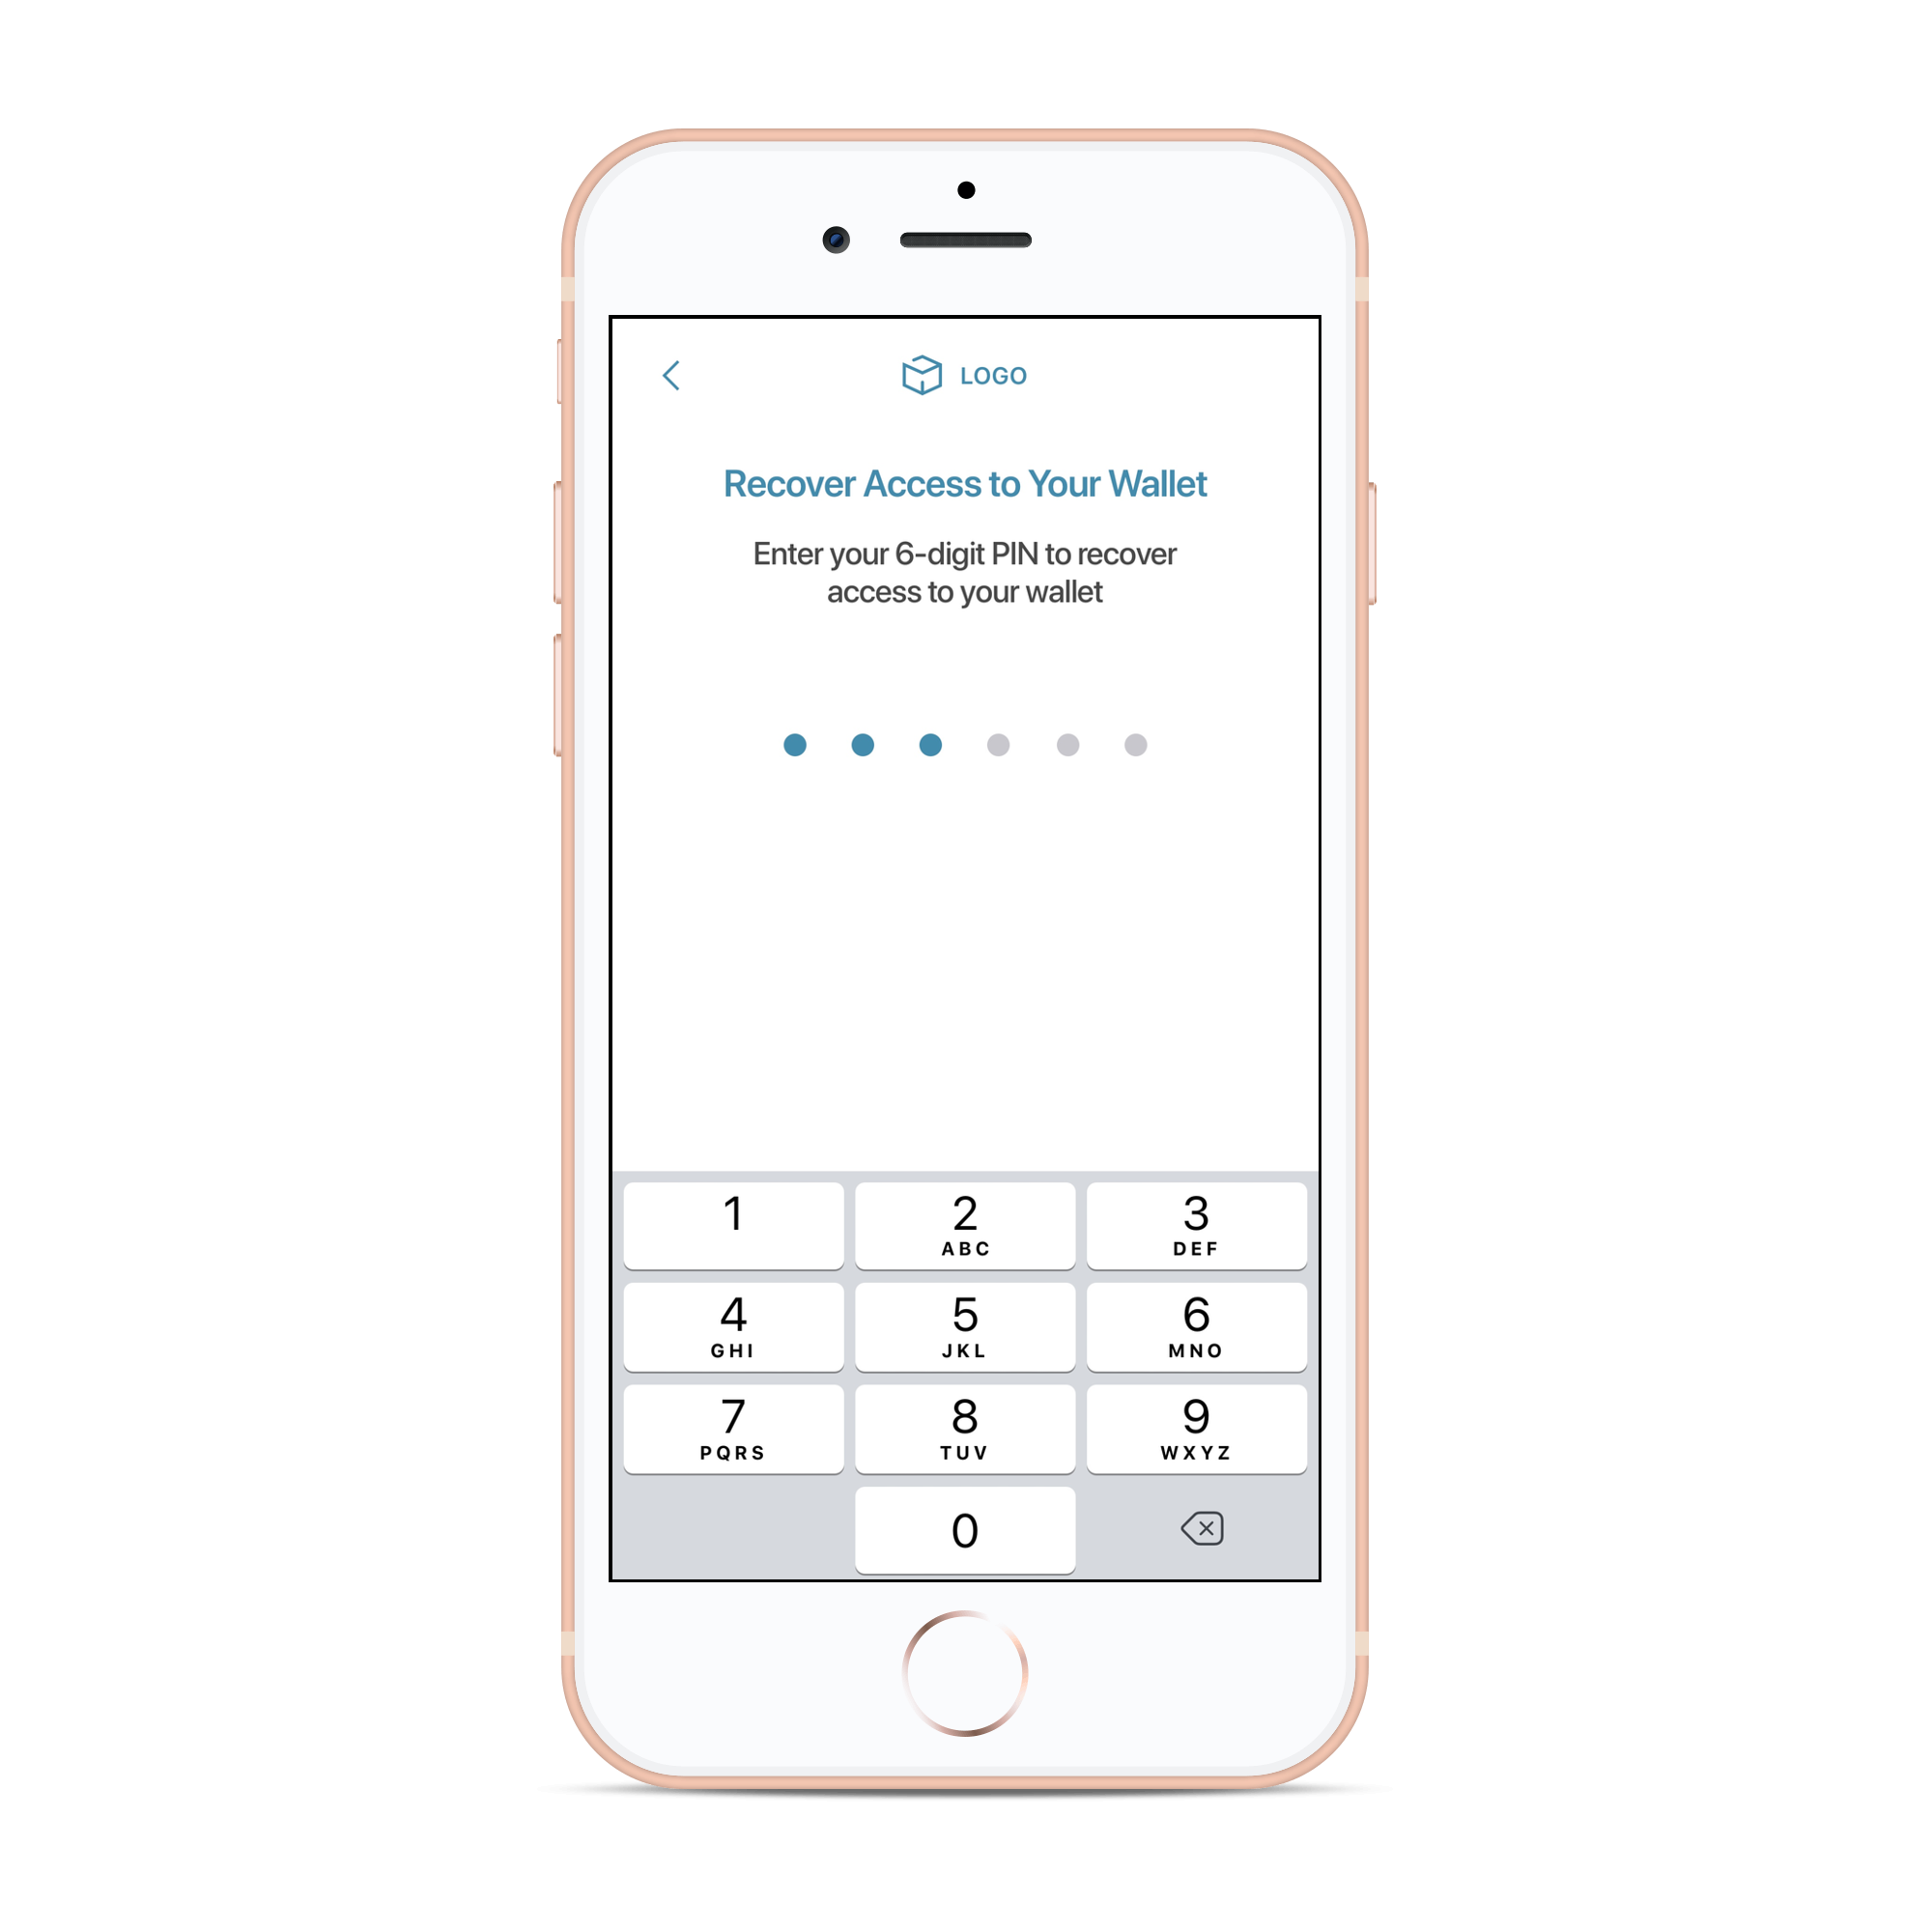 LOGO
Recover Access to Your Wallet
Enter your 6-digit PIN to recover
access to your wallet
1
2
3
ABC
DEF
4
5
6
GHI
JKL
MNO
7
8
9
PQRS
TUV
WXYZ
0